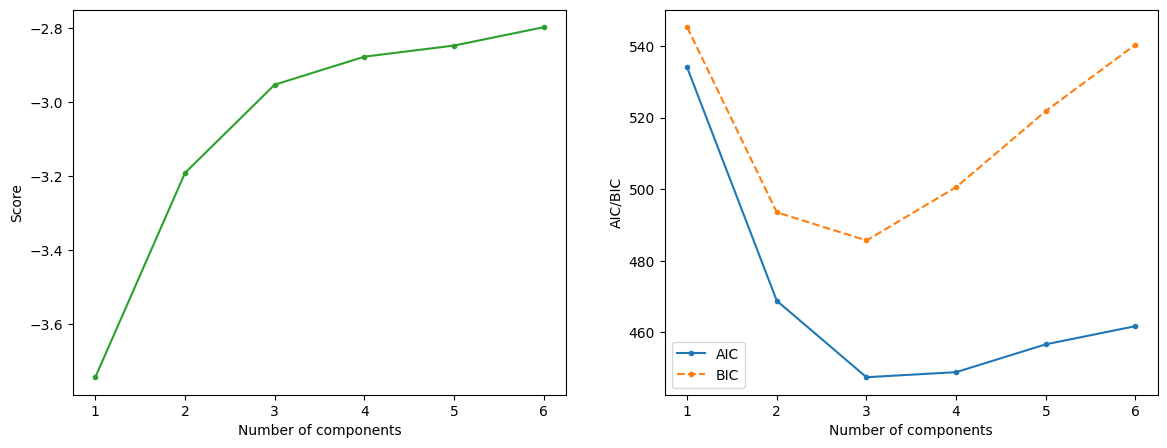 −2.8
−3.0
−3.2
−3.4
−3.6
Score
1 2 3 4 5 6
Number of components
540
520
500
480
460
AIC/BIC
AIC
BIC
1 2 3 4 5 6
Number of components